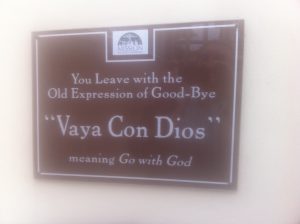 You Leave with the
Old Expression of Good-Bye
“Vaya Con Dios”
meaning Go with God